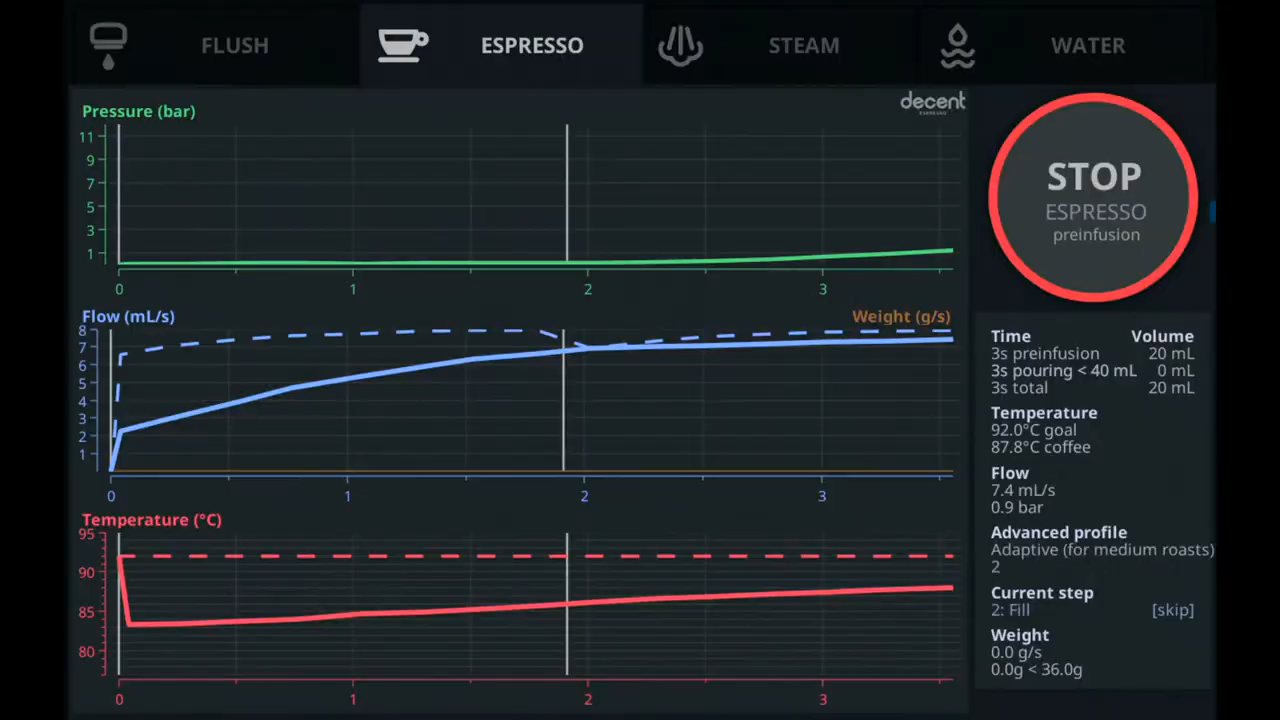 FLUSH
ESPRESSO
STEAM
WATER
Pressure (bar)
decent
ESPRESSO
11
9
7
5
3
1
0 1 2 3
Flow (mL/s)
Weight (g/s)
8
7
6
5
4
3
2
1
0 1 2 3
Temperature (°C)
95
90
85
80
0 1 2 3
STOP
ESPRESSO
preinfusion
Time Volume
3s preinfusion 20 mL
3s pouring < 40 mL 0 mL
3s total 20 mL
Temperature
92.0°C goal
87.8°C coffee
Flow
7.4 mL/s
0.9 bar
Advanced profile
Adaptive (for medium roasts)
2
Current step
2: Fill [skip]
Weight
0.0 g/s
0.0g < 36.0g